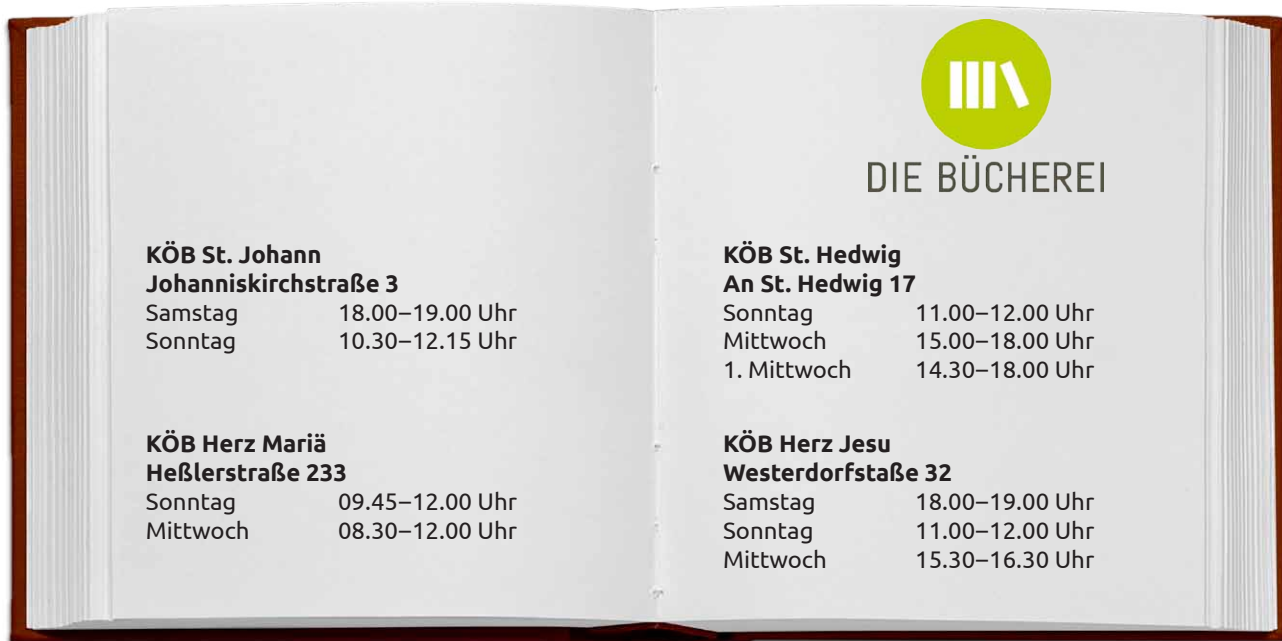 DIE BÜCHEREI
KÖB St. Johann
Johanniskirchstraße 3
Samstag 18.00–19.00 Uhr
Sonntag 10.30–12.15 Uhr
KÖB Herz Mariä
Heßlerstraße 233
Sonntag 09.45–12.00 Uhr
Mittwoch 08.30–12.00 Uhr
KÖB St. Hedwig
An St. Hedwig 17
Sonntag 11.00–12.00 Uhr
Mittwoch 15.00–18.00 Uhr
1. Mittwoch 14.30–18.00 Uhr
KÖB Herz Jesu
Westerdorfstaße 32
Samstag 18.00–19.00 Uhr
Sonntag 11.00–12.00 Uhr
Mittwoch 15.30–16.30 Uhr